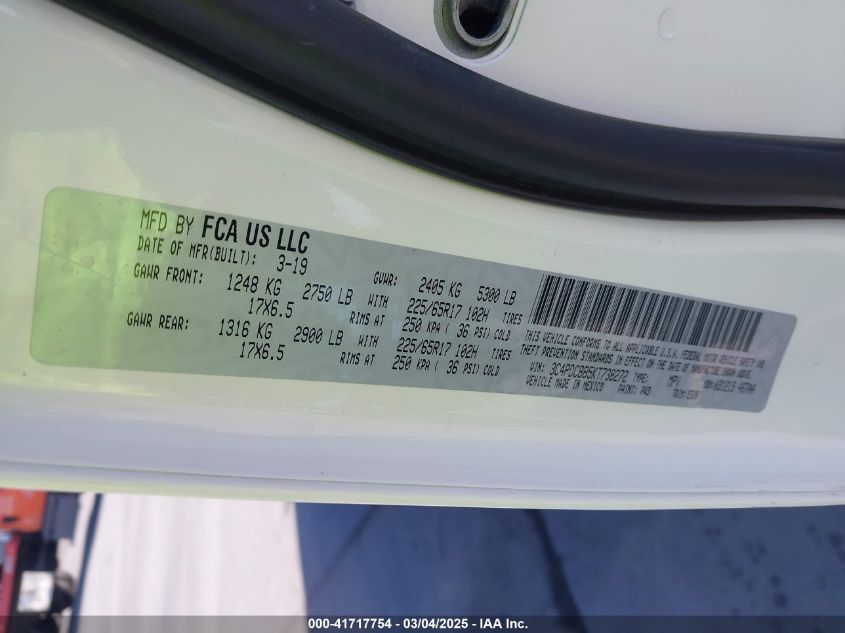 MFD BY FCA US LLC
DATE OF MFR(BUILT): 3-19 GVWR: 2405 KG 5300 LB
GAWR FRONT: 1248 KG 2750 LB WITH 225/65R17 102H TIRES
17X6.5 RIMS AT 250 KPA ( 36 PSI) COLD
GAWR REAR: 1316 KG 2900 LB WITH 225/65R17 102H TIRES
17X6.5 RIMS AT 250 KPA ( 36 PSI) COLD
THIS VEHICLE CONFORMS TO ALL APPLICABLE U.S.A. FEDERAL MOTOR VEHICLE SAFETY AND
THEFT PREVENTION STANDARDS IN EFFECT ON THE DATE OF MANUFACTURE SHOWN ABOVE.
VIN: 3C4PDCBB5KT738272 TYPE: MPV
VEHICLE MADE IN MEXICO PAINT: PW3 TRIM:
000-41717754 - 03/04/2025 - IAA Inc.